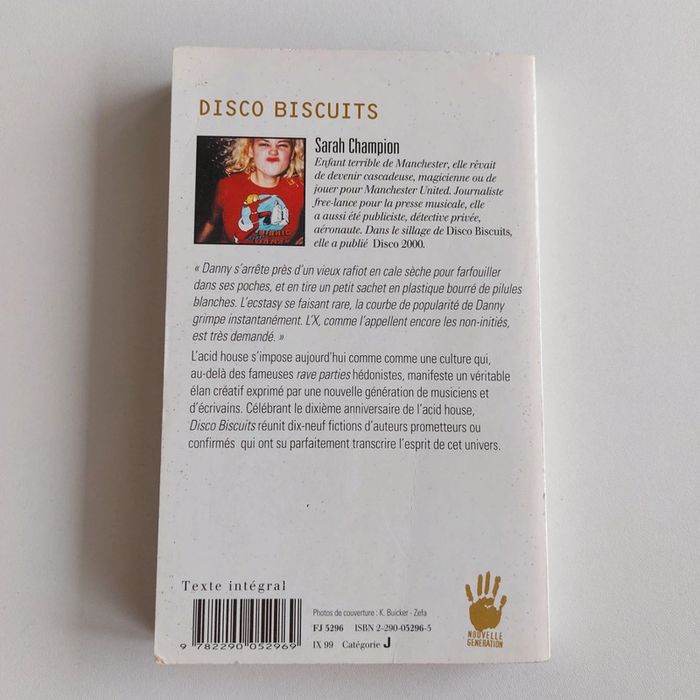 DISCO BISCUITS
Sarah Champion
Enfant terrible de Manchester, elle rêvait
de devenir cascadeuse, magicienne ou de
jouer pour Manchester United. Journaliste
free-lance pour la presse musicale, elle
a aussi été publiciste, détective privée,
aéronaute. Dans le sillage de Disco Biscuits,
elle a publié Disco 2000.
« Danny s'arrête près d'un vieux rafiot en cale sèche pour farfouiller
dans ses poches, et en tire un petit sachet en plastique bourré de pilules
blanches. L'ecstasy se faisant rare, la courbe de popularité de Danny
grimpe instantanément. L'X, comme l'appellent encore les non-initiés,
est très demandé. »
L'acid house s'impose aujourd'hui comme comme une culture qui,
au-delà des fameuses rave parties hédonistes, manifeste un véritable
élan créatif exprimé par une nouvelle génération de musiciens et
d'écrivains. Célébrant le dixième anniversaire de l'acid house,
Disco Biscuits réunit dix-neuf fictions d'auteurs prometteurs ou
confirmés qui ont su parfaitement transcrire l'esprit de cet univers.
Texte intégral
Photos de couverture : K. Buicker - Zefa
FJ 5296 ISBN 2-290-05296-5
IX 99 Catégorie J
9 782290 052969
NOUVELLE
GENERATION